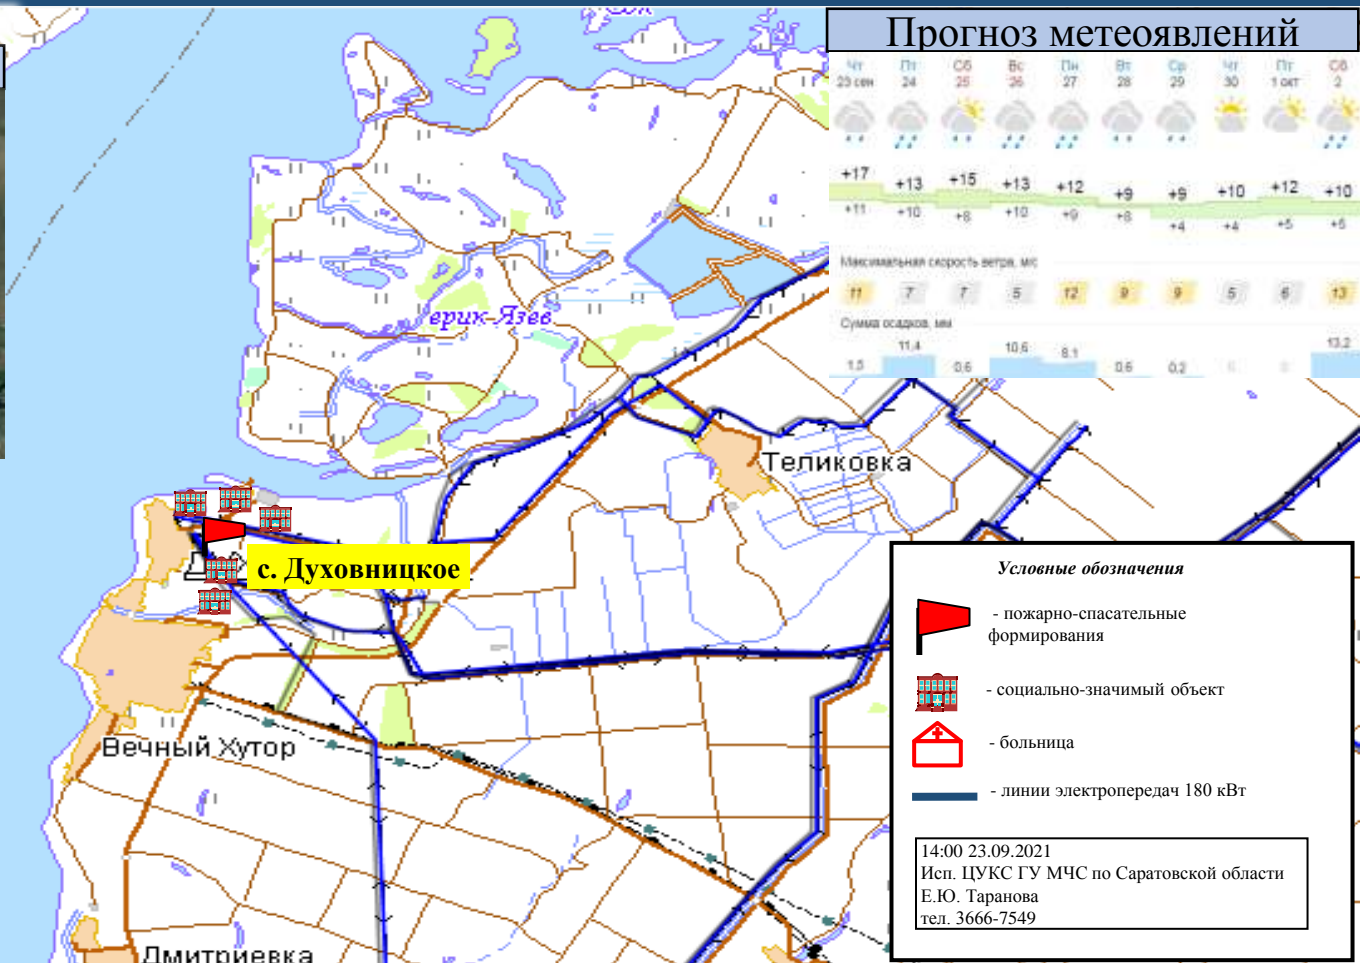 Прогноз метеоявлений
Чт Пт Сб Вс Пн Вт Ср Чт Пт Сб
23 сен 24 25 26 27 28 29 30 1 окт 2
+17 +13 +15 +13 +12 +9 +9 +10 +12 +10
+11 +10 +8 +10 +9 +8 +4 +4 +5
Максимальная скорость ветра, м/с
11 7 7 5 12 9 9 5 6 13
Сумма осадков, мм
1,5 11,4 0,6 10,6 8,1 0,6 0,2 13,2
ерик Язев
Теликовка
с. Духовницкое
Вечный Хутор
Дмитриевка
Условные обозначения
- пожарно-спасательные
формирования
- социально-значимый объект
- больница
- линии электропередач 180 кВт
14:00 23.09.2021
Исп. ЦУКС ГУ МЧС по Саратовской области
Е.Ю. Таранова
тел. 3666-7549